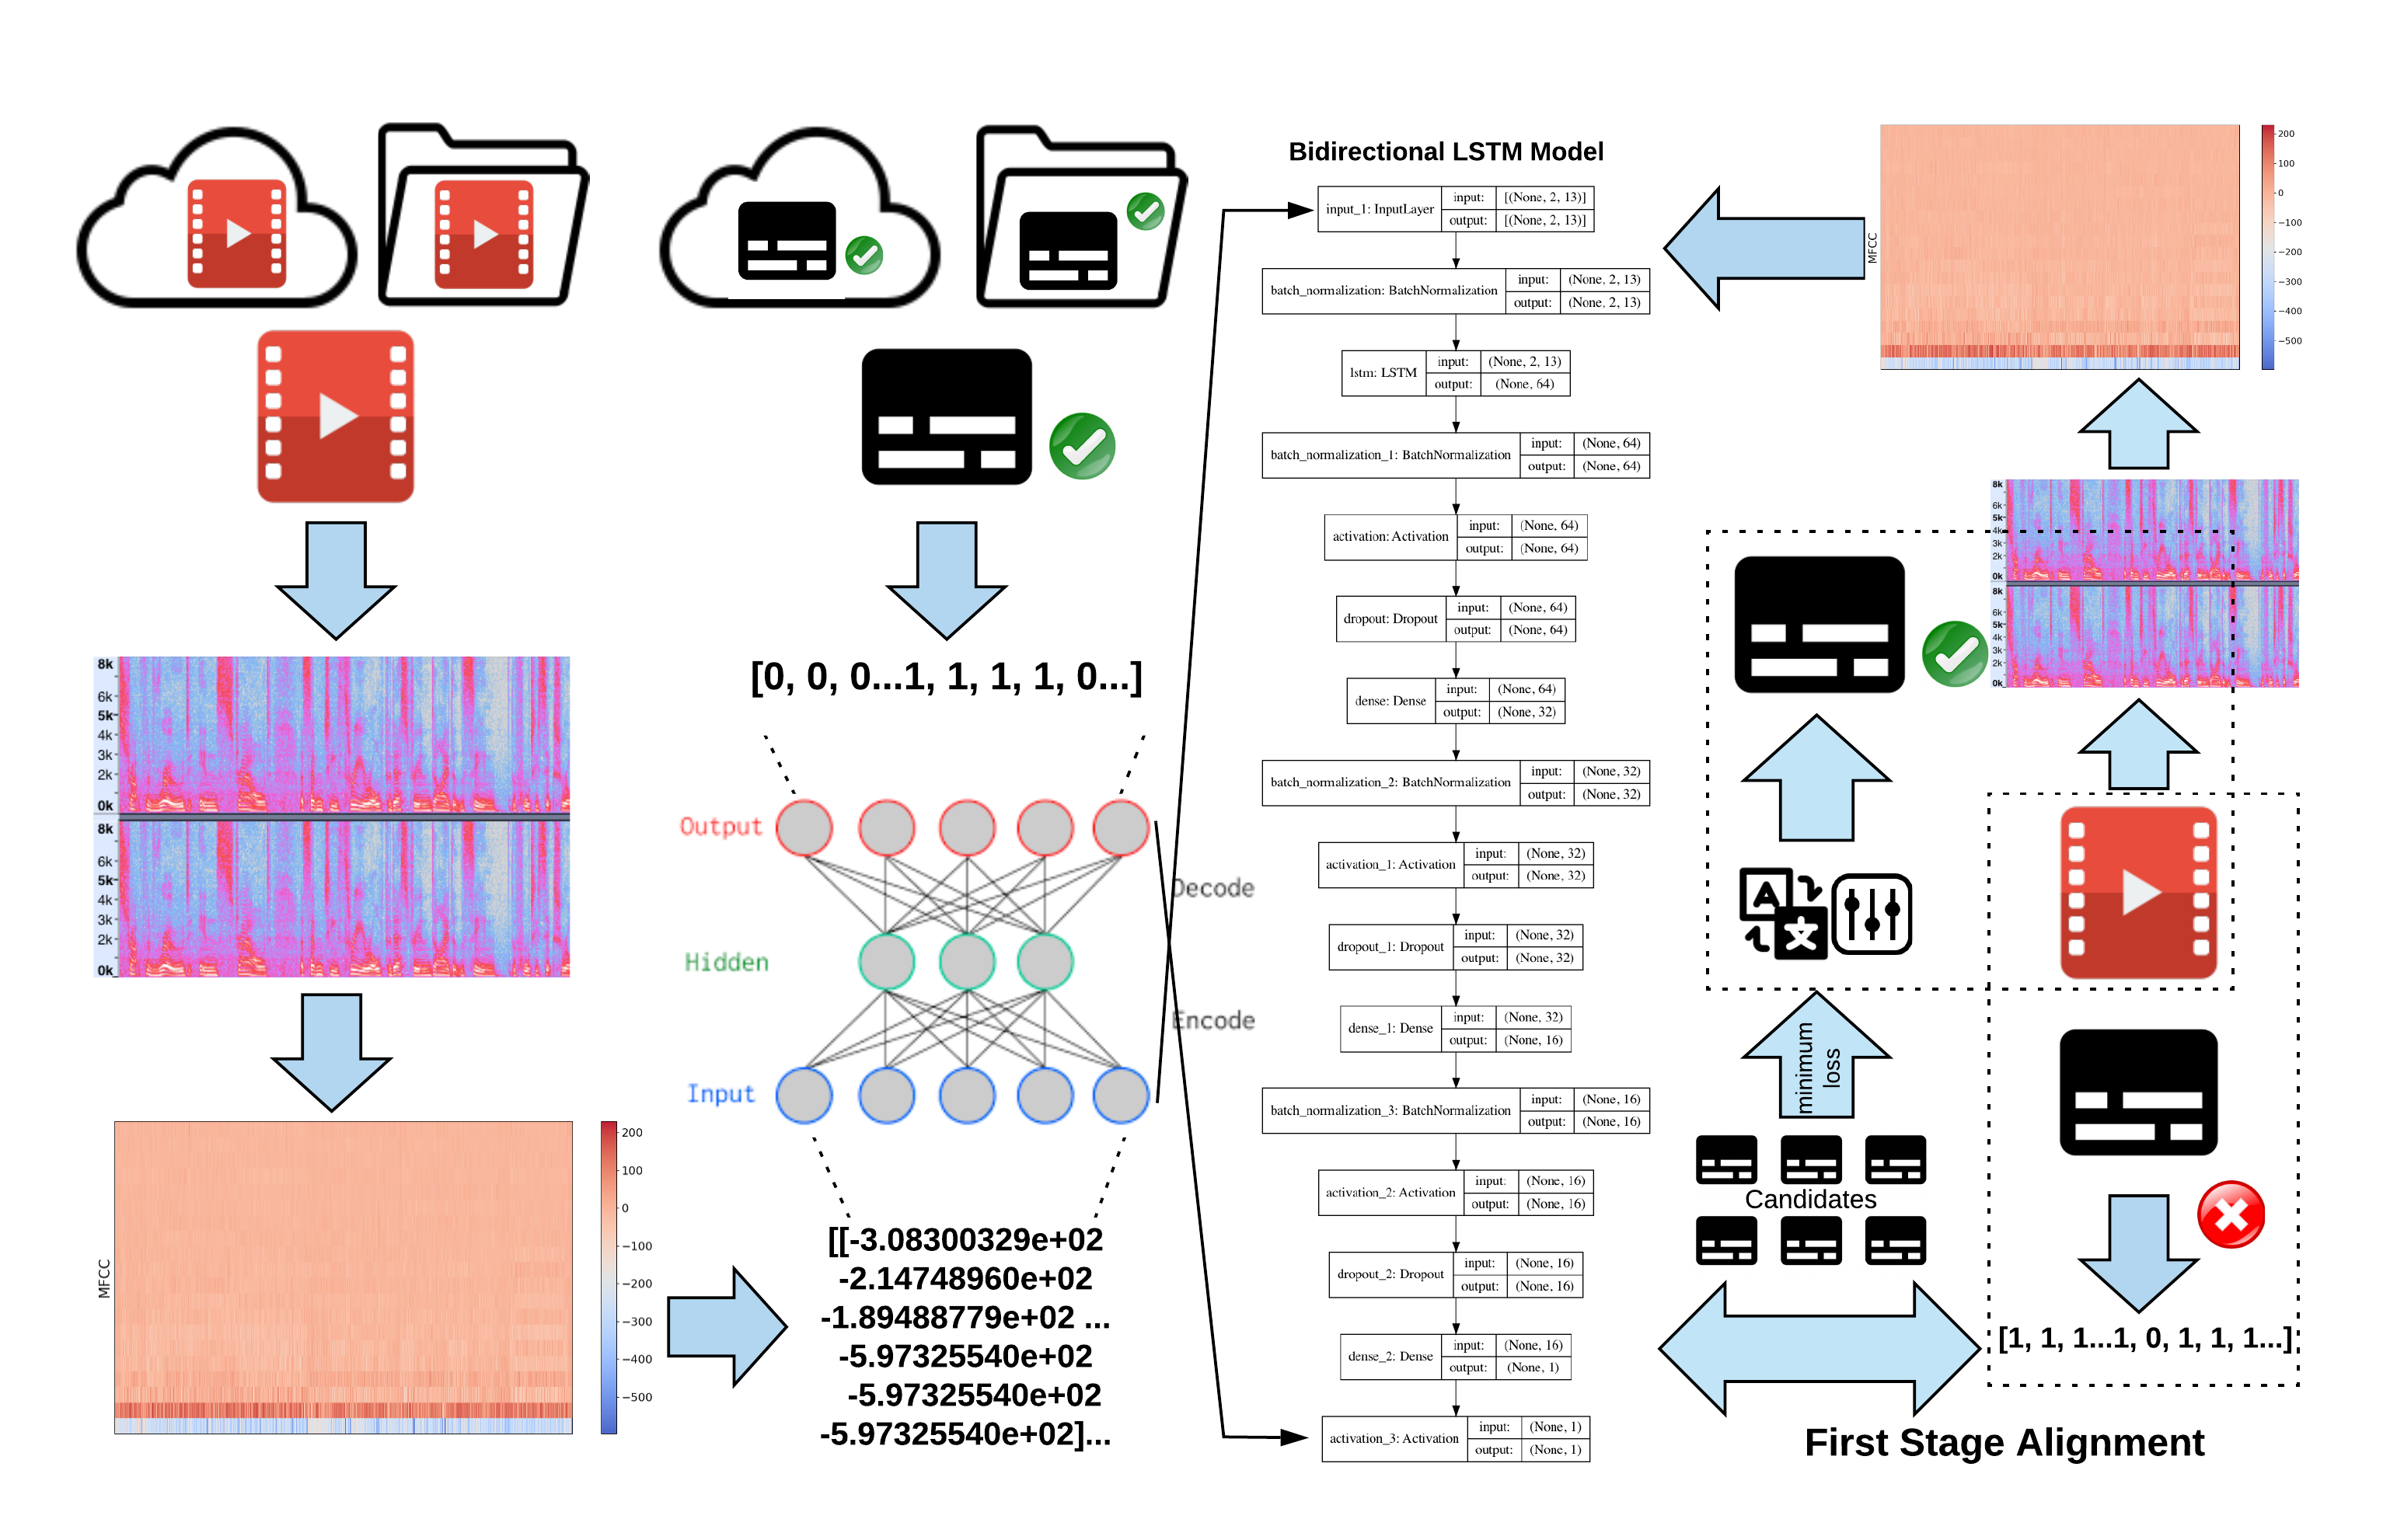 8k
6k
5k
4k
3k
2k
0k
8k
6k
5k
4k
3k
2k
0k
MFCC
200
100
0
−100
−200
−300
−400
−500
[0, 0, 0...1, 1, 1, 1, 0...]
Output
Decode
Hidden
Encode
Input
[[-3.08300329e+02
-2.14748960e+02
-1.89488779e+02 ...
-5.97325540e+02
-5.97325540e+02
-5.97325540e+02]...
Bidirectional LSTM Model
input_1: InputLayer input: [(None, 2, 13)]
output: [(None, 2, 13)]
batch_normalization: BatchNormalization input: (None, 2, 13)
output: (None, 2, 13)
lstm: LSTM input: (None, 2, 13)
output: (None, 64)
batch_normalization_1: BatchNormalization input: (None, 64)
output: (None, 64)
activation: Activation input: (None, 64)
output: (None, 64)
dropout: Dropout input: (None, 64)
output: (None, 64)
dense: Dense input: (None, 64)
output: (None, 32)
batch_normalization_2: BatchNormalization input: (None, 32)
output: (None, 32)
activation_1: Activation input: (None, 32)
output: (None, 32)
dropout_1: Dropout input: (None, 32)
output: (None, 32)
dense_1: Dense input: (None, 32)
output: (None, 16)
batch_normalization_3: BatchNormalization input: (None, 16)
output: (None, 16)
activation_2: Activation input: (None, 16)
output: (None, 16)
dropout_2: Dropout input: (None, 16)
output: (None, 16)
dense_2: Dense input: (None, 16)
output: (None, 1)
activation_3: Activation input: (None, 1)
output: (None, 1)
MFCC
200
100
0
−100
−200
−300
−400
−500
8k
6k
5k
4k
3k
2k
0k
8k
6k
5k
4k
3k
2k
0k
A
文
minimum
loss
Candidates
[1, 1, 1...1, 0, 1, 1, 1...]
First Stage Alignment